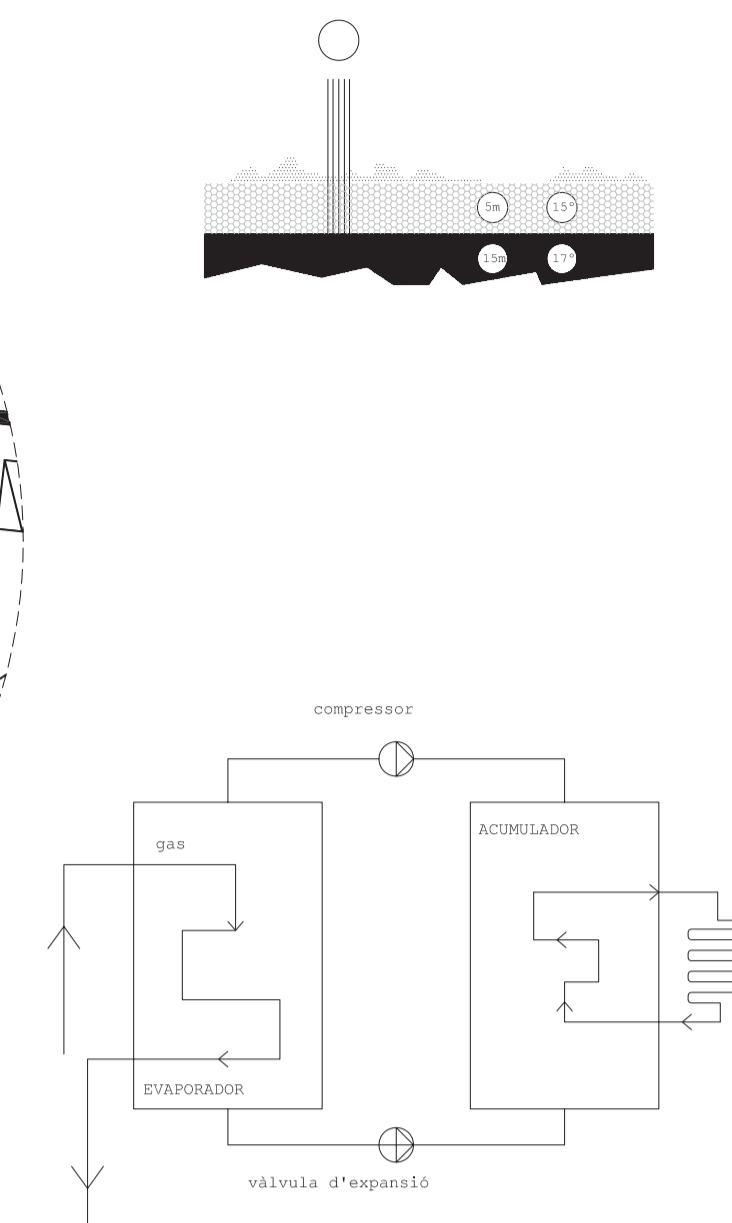 5m 15°
15m 17°
compressor
ACUMULADOR
gas
EVAPORADOR
vàlvula d'expansió